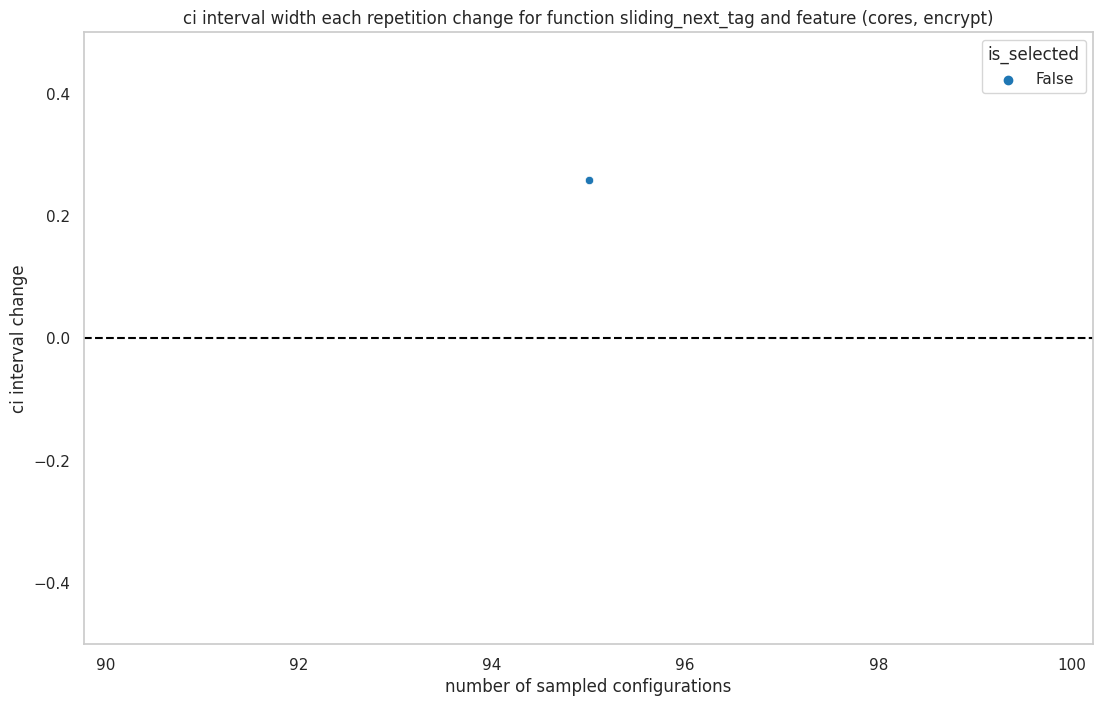 ci interval width each repetition change for function sliding_next_tag and feature (cores, encrypt)
is_selected
False
0.4
0.2
0.0
−0.2
−0.4
ci interval change
90 92 94 96 98 100
number of sampled configurations